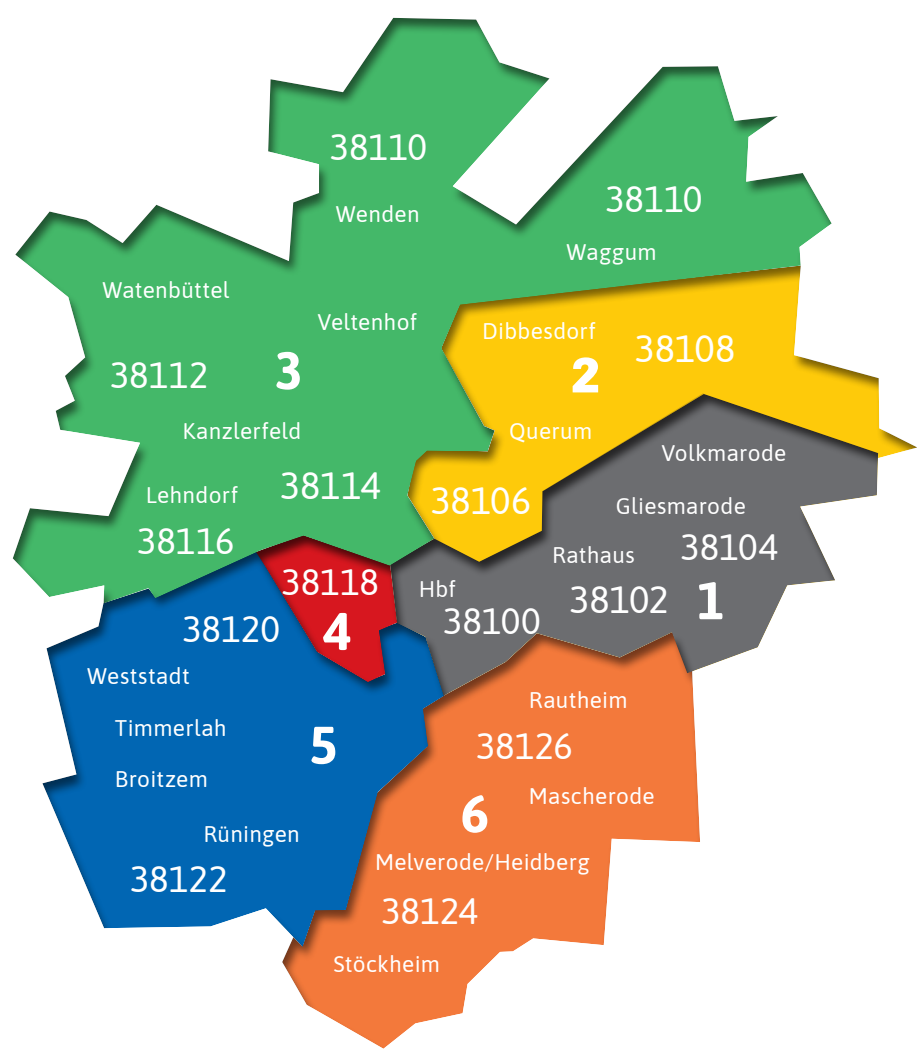 38110
Wenden
38110
Waggum
Watenbüttel
Veltenhof
38112
3
Kanzlerfeld
38114
Lehndorf
38116
Dibbesdorf
38108
2
Querum
38106
Volkmarode
Gliesmarode
38104
Rathaus
38102
1
Hbf
38100
38118
4
38120
Weststadt
Timmerlah
5
Broitzem
Rüningen
38122
Rautheim
38126
Mascherode
6
Melverode/Heidberg
38124
Stöckheim